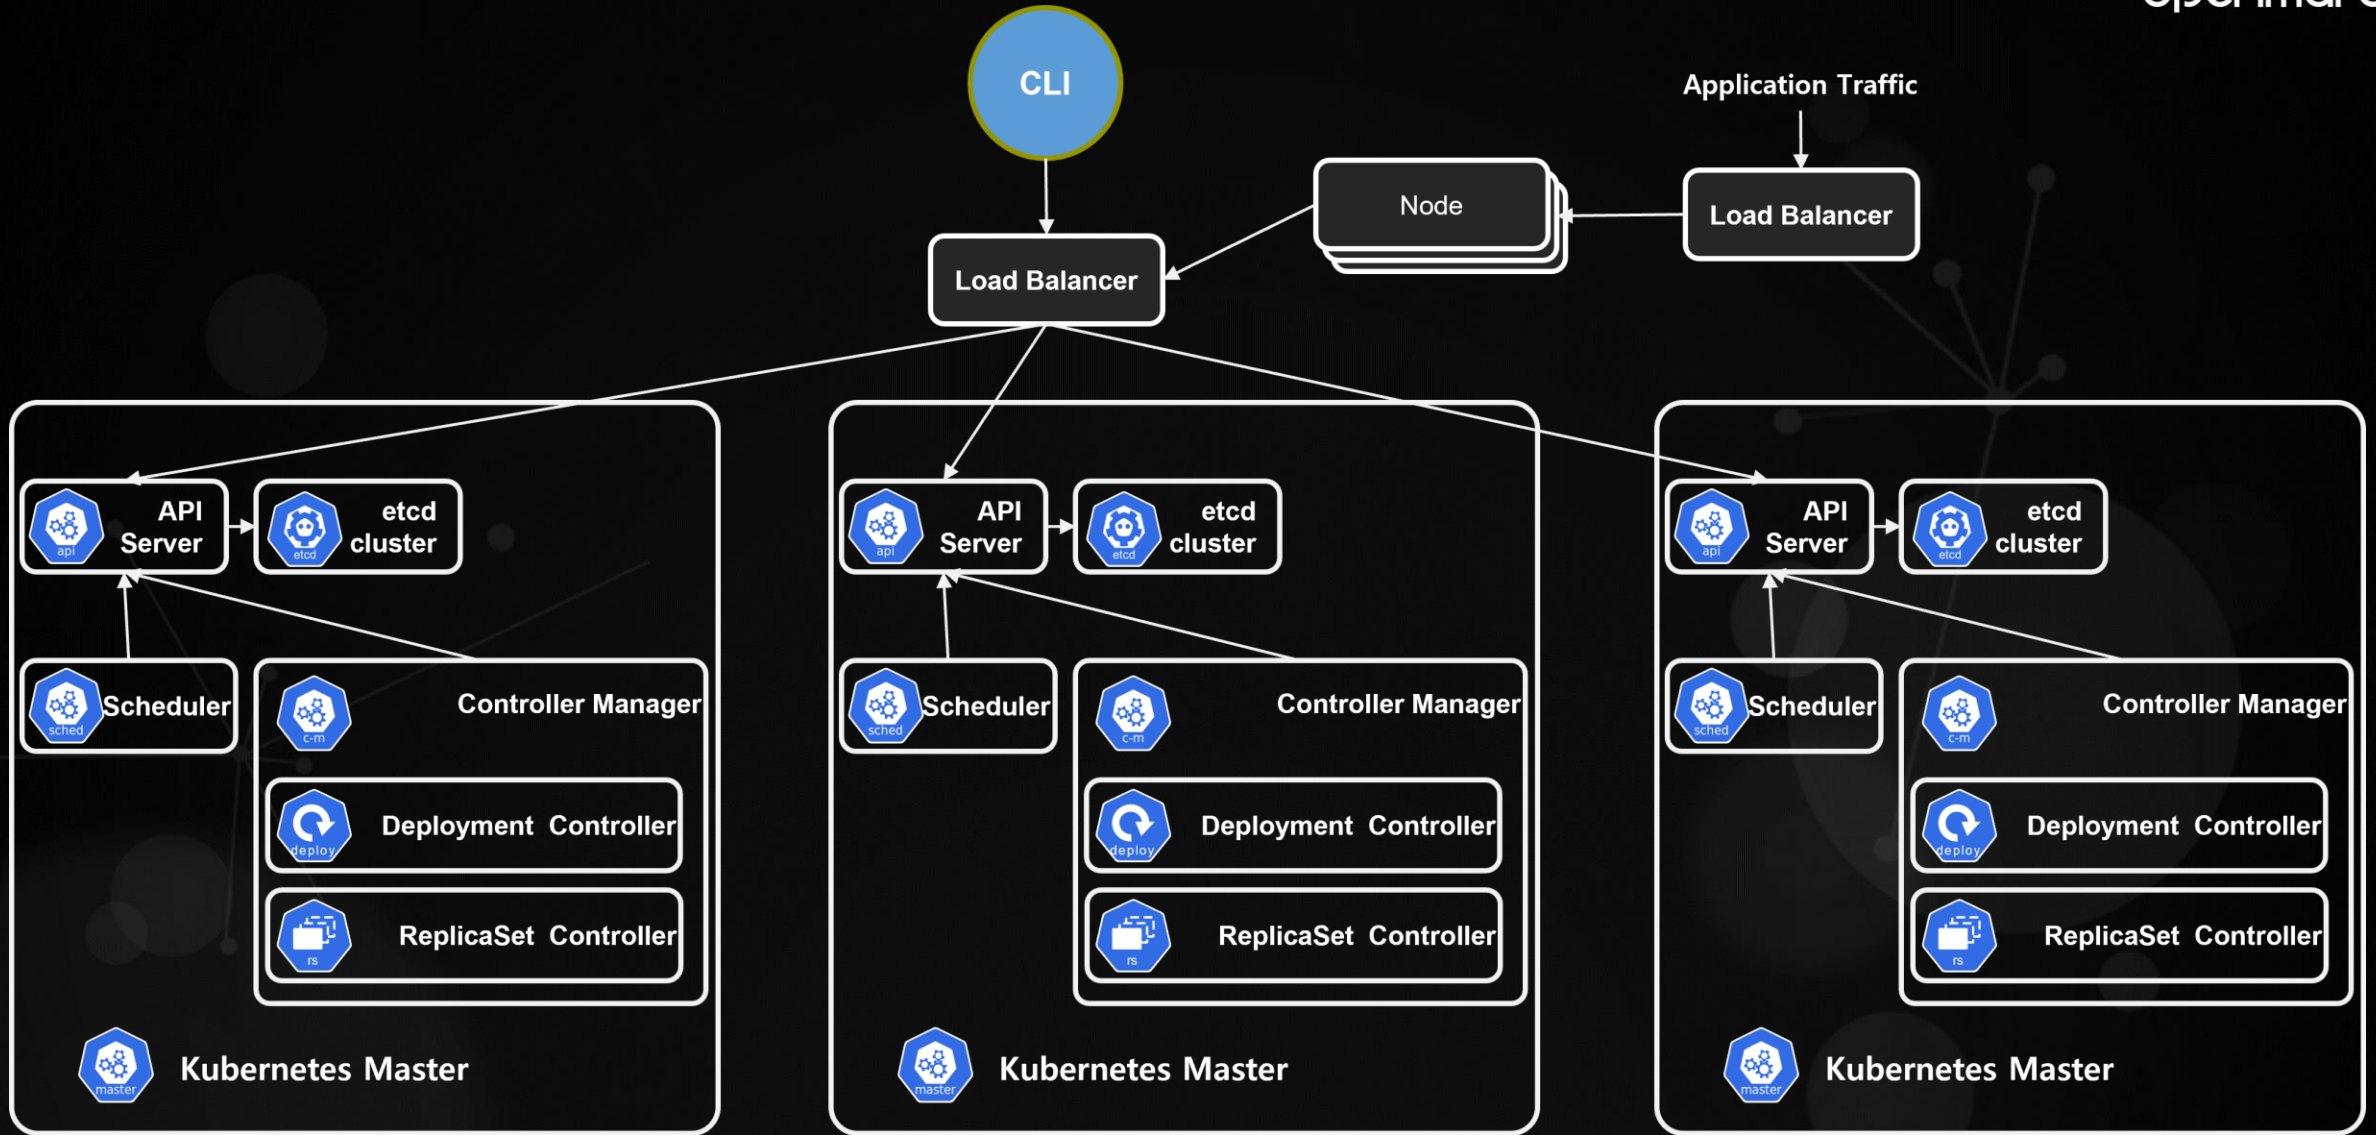 CLI
Application Traffic
Node
Load Balancer
Load Balancer
API
Server
api
etcd
cluster
etcd
Scheduler
sched
Controller Manager
c-m
Deployment Controller
deploy
ReplicaSet Controller
rs
Kubernetes Master
master
API
Server
api
etcd
cluster
etcd
Scheduler
sched
Controller Manager
c-m
Deployment Controller
deploy
ReplicaSet Controller
rs
Kubernetes Master
master
API
Server
api
etcd
cluster
etcd
Scheduler
sched
Controller Manager
c-m
Deployment Controller
deploy
ReplicaSet Controller
rs
Kubernetes Master
master